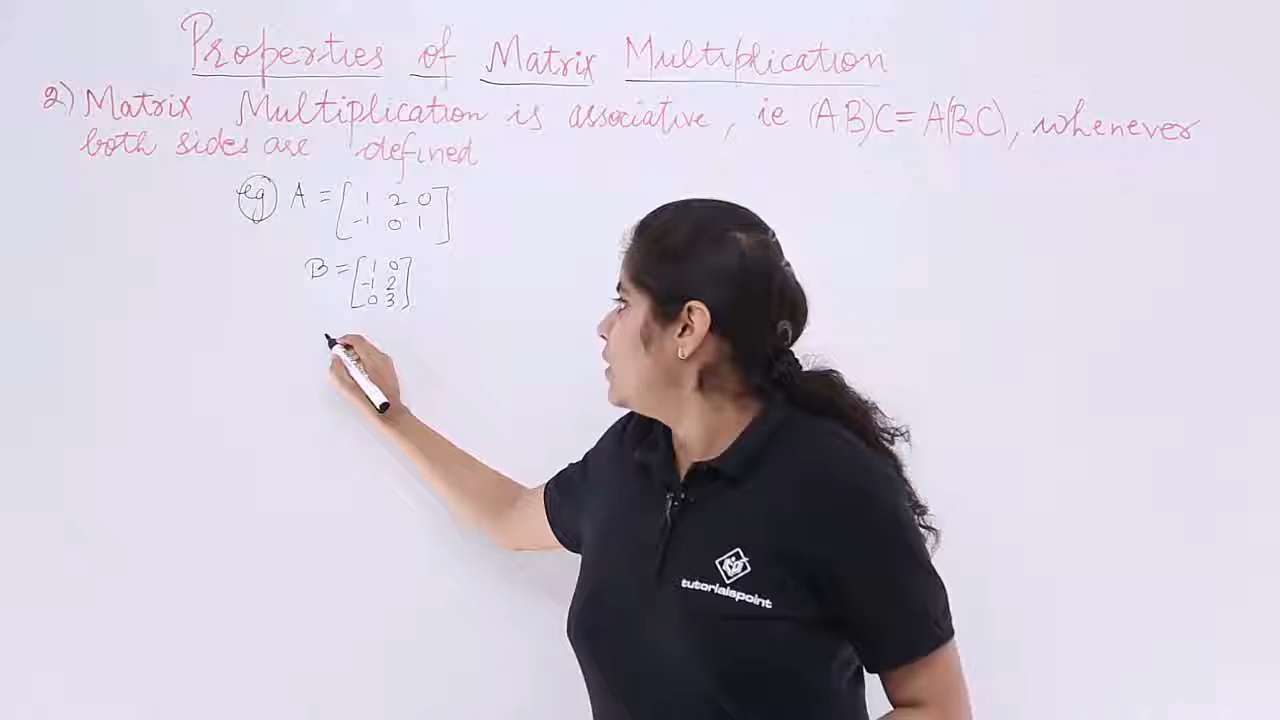 Properties of Matrix Multiplication
2) Matrix Multiplication is associative, ie (AB)C = A(BC), whenever
both sides are defined
eg A = [ 1 2 0
-1 0 1 ]
B = [ 1 0
-1 2
0 3 ]
tutorialspoint